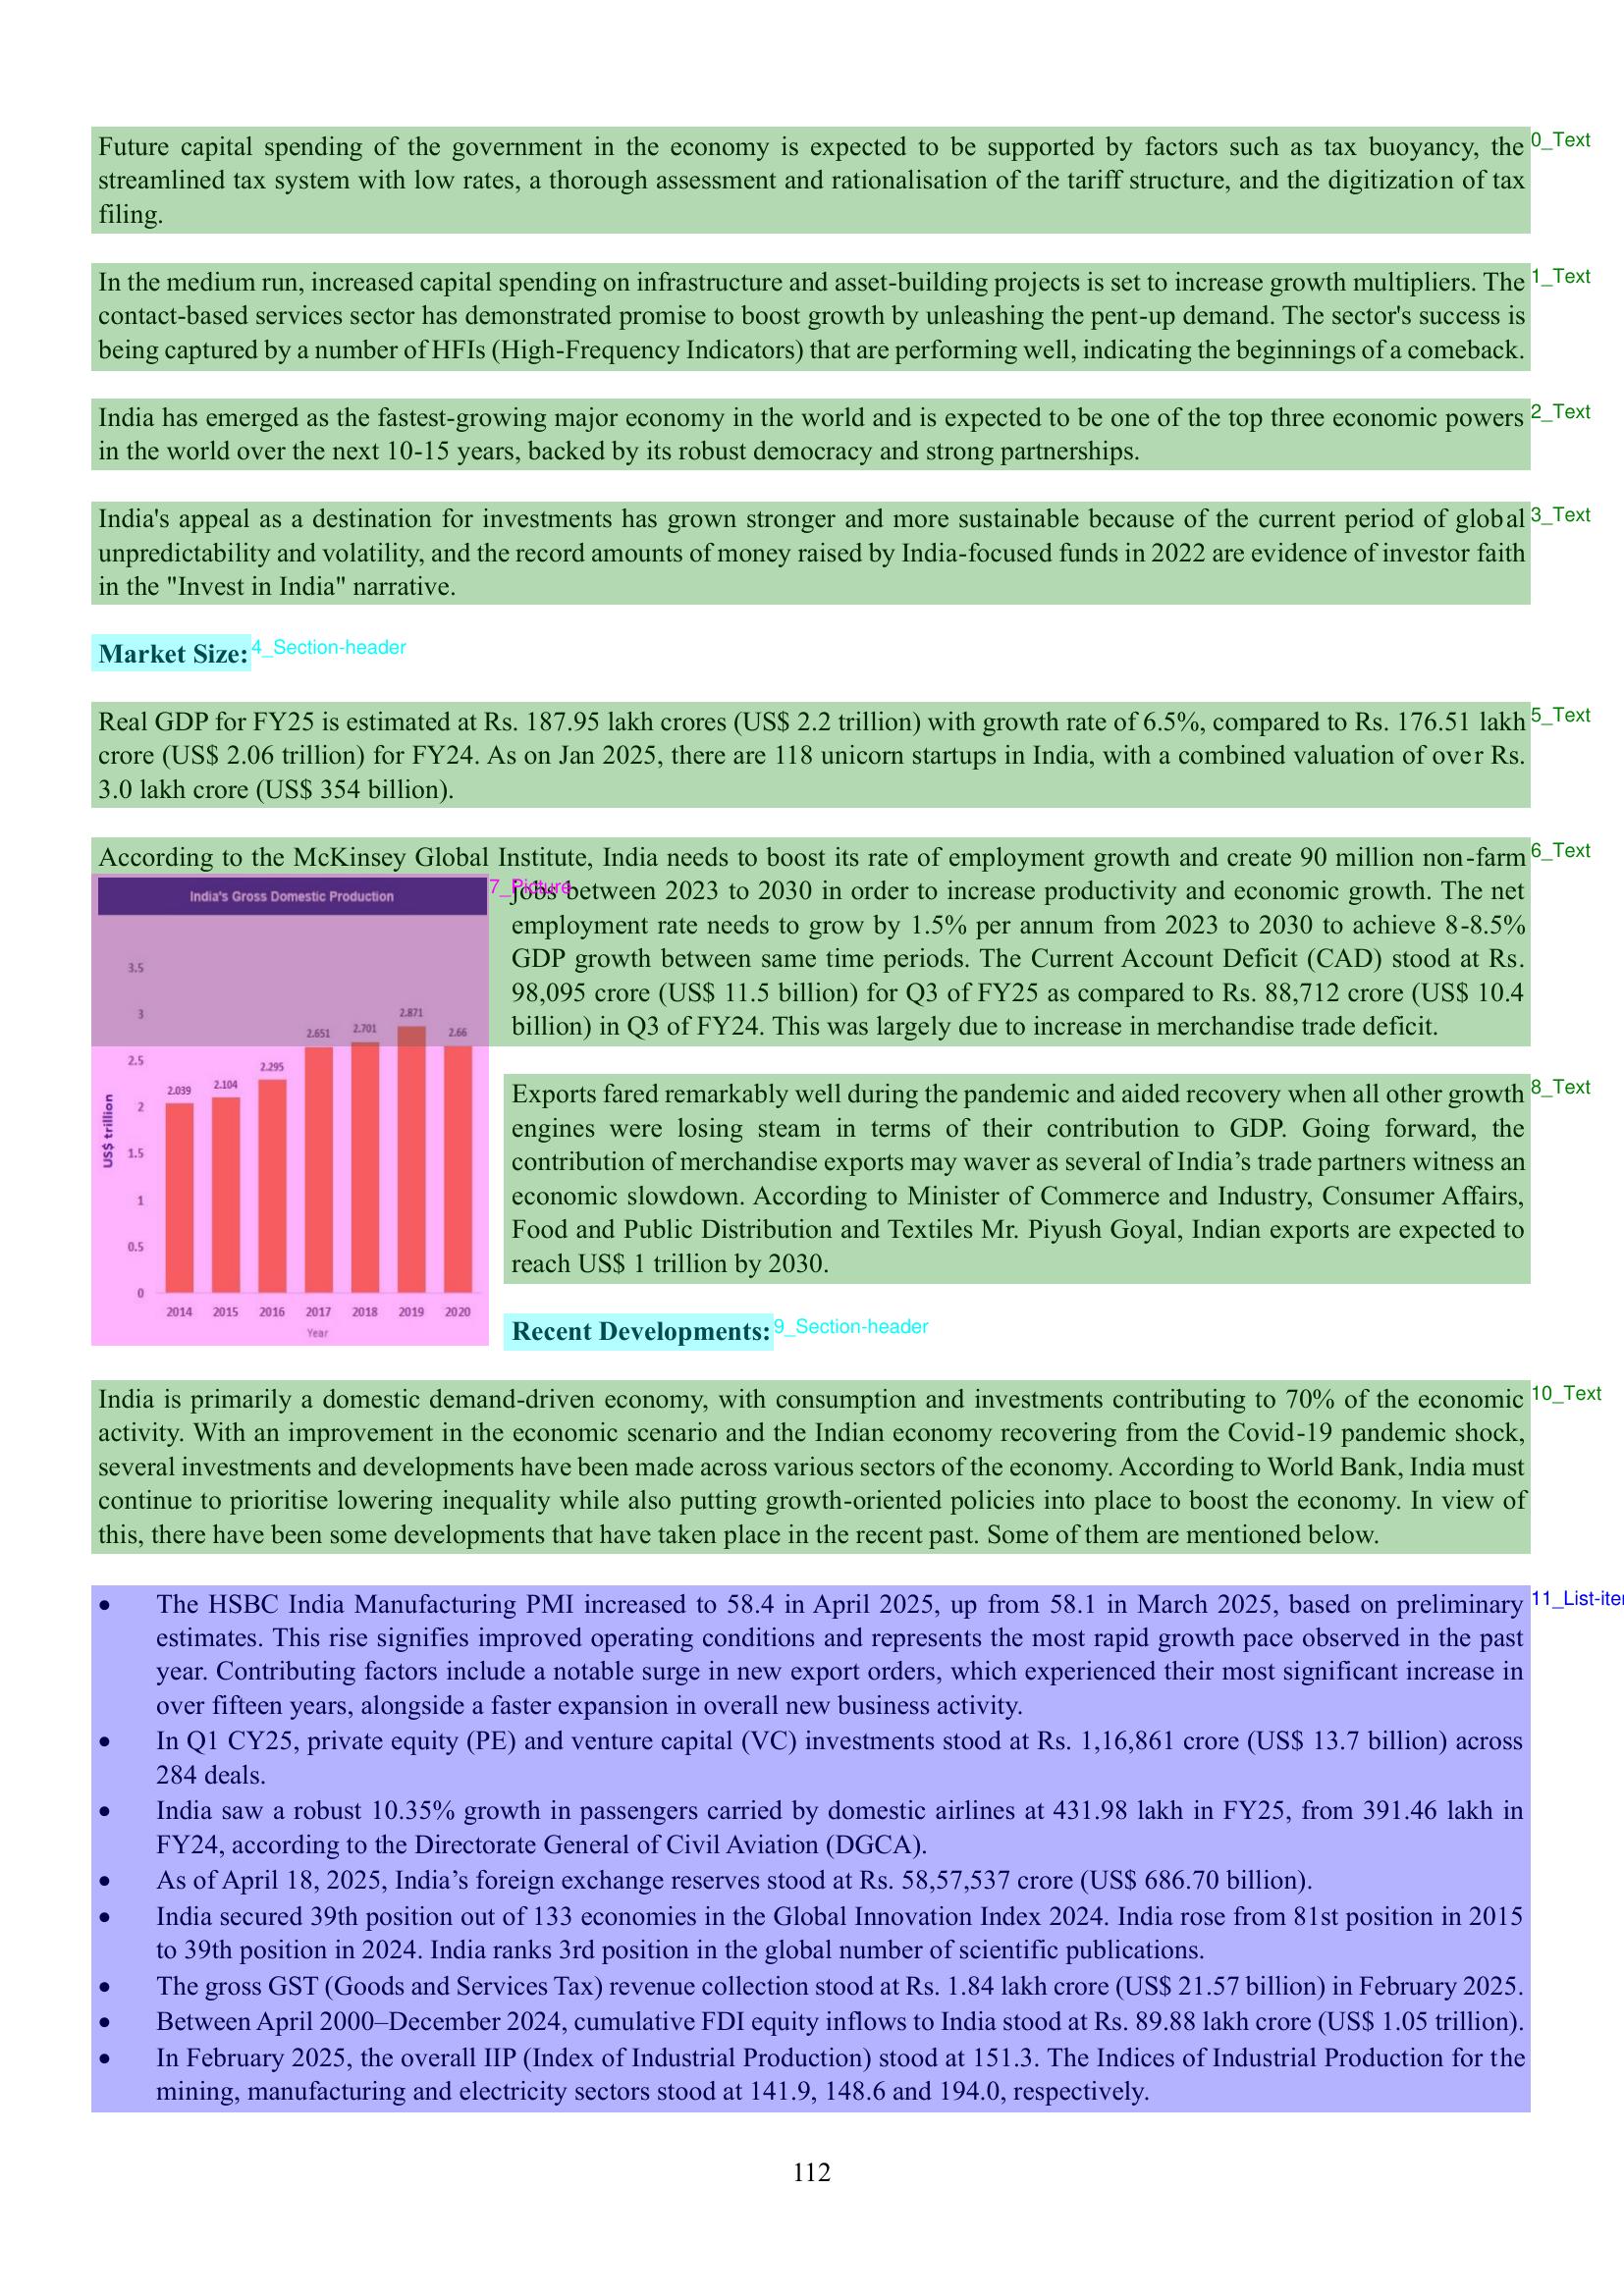 Future capital spending of the government in the economy is expected to be supported by factors such as tax buoyancy, the
streamlined tax system with low rates, a thorough assessment and rationalisation of the tariff structure, and the digitization of tax
filing.
0_Text
In the medium run, increased capital spending on infrastructure and asset-building projects is set to increase growth multipliers. The
contact-based services sector has demonstrated promise to boost growth by unleashing the pent-up demand. The sector's success is
being captured by a number of HFIs (High-Frequency Indicators) that are performing well, indicating the beginnings of a comeback.
1_Text
India has emerged as the fastest-growing major economy in the world and is expected to be one of the top three economic powers
in the world over the next 10-15 years, backed by its robust democracy and strong partnerships.
2_Text
India's appeal as a destination for investments has grown stronger and more sustainable because of the current period of global
unpredictability and volatility, and the record amounts of money raised by India-focused funds in 2022 are evidence of investor faith
in the "Invest in India" narrative.
3_Text
Market Size:
4_Section-header
Real GDP for FY25 is estimated at Rs. 187.95 lakh crores (US$ 2.2 trillion) with growth rate of 6.5%, compared to Rs. 176.51 lakh
crore (US$ 2.06 trillion) for FY24. As on Jan 2025, there are 118 unicorn startups in India, with a combined valuation of over Rs.
3.0 lakh crore (US$ 354 billion).
5_Text
According to the McKinsey Global Institute, India needs to boost its rate of employment growth and create 90 million non-farm
jobs between 2023 to 2030 in order to increase productivity and economic growth. The net
employment rate needs to grow by 1.5% per annum from 2023 to 2030 to achieve 8-8.5%
GDP growth between same time periods. The Current Account Deficit (CAD) stood at Rs.
98,095 crore (US$ 11.5 billion) for Q3 of FY25 as compared to Rs. 88,712 crore (US$ 10.4
billion) in Q3 of FY24. This was largely due to increase in merchandise trade deficit.
6_Text
7_Picture
India's Gross Domestic Production
US$ trillion
3.5
3
2.5
2
1.5
1
0.5
0
2.039
2.104
2.295
2.651
2.701
2.871
2.66
2014 2015 2016 2017 2018 2019 2020
Year
Exports fared remarkably well during the pandemic and aided recovery when all other growth
engines were losing steam in terms of their contribution to GDP. Going forward, the
contribution of merchandise exports may waver as several of India’s trade partners witness an
economic slowdown. According to Minister of Commerce and Industry, Consumer Affairs,
Food and Public Distribution and Textiles Mr. Piyush Goyal, Indian exports are expected to
reach US$ 1 trillion by 2030.
8_Text
Recent Developments:
9_Section-header
India is primarily a domestic demand-driven economy, with consumption and investments contributing to 70% of the economic
activity. With an improvement in the economic scenario and the Indian economy recovering from the Covid-19 pandemic shock,
several investments and developments have been made across various sectors of the economy. According to World Bank, India must
continue to prioritise lowering inequality while also putting growth-oriented policies into place to boost the economy. In view of
this, there have been some developments that have taken place in the recent past. Some of them are mentioned below.
10_Text
• The HSBC India Manufacturing PMI increased to 58.4 in April 2025, up from 58.1 in March 2025, based on preliminary
estimates. This rise signifies improved operating conditions and represents the most rapid growth pace observed in the past
year. Contributing factors include a notable surge in new export orders, which experienced their most significant increase in
over fifteen years, alongside a faster expansion in overall new business activity.
• In Q1 CY25, private equity (PE) and venture capital (VC) investments stood at Rs. 1,16,861 crore (US$ 13.7 billion) across
284 deals.
• India saw a robust 10.35% growth in passengers carried by domestic airlines at 431.98 lakh in FY25, from 391.46 lakh in
FY24, according to the Directorate General of Civil Aviation (DGCA).
• As of April 18, 2025, India’s foreign exchange reserves stood at Rs. 58,57,537 crore (US$ 686.70 billion).
• India secured 39th position out of 133 economies in the Global Innovation Index 2024. India rose from 81st position in 2015
to 39th position in 2024. India ranks 3rd position in the global number of scientific publications.
• The gross GST (Goods and Services Tax) revenue collection stood at Rs. 1.84 lakh crore (US$ 21.57 billion) in February 2025.
• Between April 2000–December 2024, cumulative FDI equity inflows to India stood at Rs. 89.88 lakh crore (US$ 1.05 trillion).
• In February 2025, the overall IIP (Index of Industrial Production) stood at 151.3. The Indices of Industrial Production for the
mining, manufacturing and electricity sectors stood at 141.9, 148.6 and 194.0, respectively.
11_List-iter
112